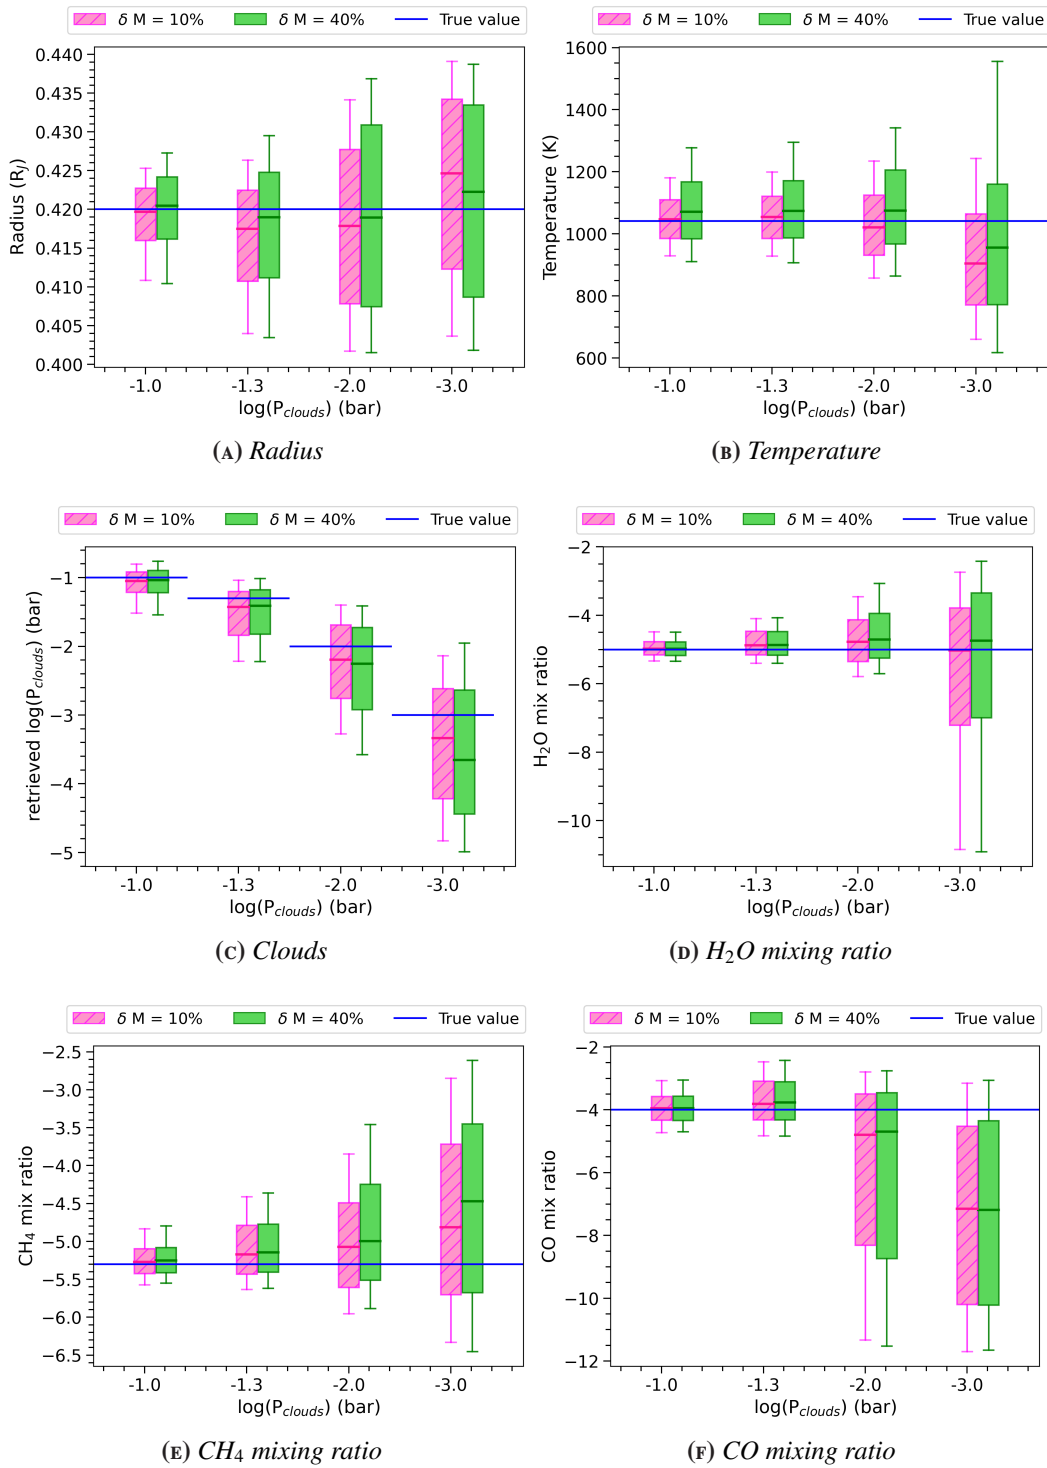 δ M = 10% δ M = 40% True value
0.440
0.435
0.430
0.425
0.420
0.415
0.410
0.405
0.400
Radius (R_J)
-1.0 -1.3 -2.0 -3.0
log(P_clouds) (bar)
(A) Radius
δ M = 10% δ M = 40% True value
1600
1400
1200
1000
800
600
Temperature (K)
-1.0 -1.3 -2.0 -3.0
log(P_clouds) (bar)
(B) Temperature
δ M = 10% δ M = 40% True value
−1
−2
−3
−4
−5
retrieved log(P_clouds) (bar)
-1.0 -1.3 -2.0 -3.0
log(P_clouds) (bar)
(C) Clouds
δ M = 10% δ M = 40% True value
−2
−4
−6
−8
−10
H₂O mix ratio
-1.0 -1.3 -2.0 -3.0
log(P_clouds) (bar)
(D) H₂O mixing ratio
δ M = 10% δ M = 40% True value
−2.5
−3.0
−3.5
−4.0
−4.5
−5.0
−5.5
−6.0
−6.5
CH₄ mix ratio
-1.0 -1.3 -2.0 -3.0
log(P_clouds) (bar)
(E) CH₄ mixing ratio
δ M = 10% δ M = 40% True value
−2
−4
−6
−8
−10
−12
CO mix ratio
-1.0 -1.3 -2.0 -3.0
log(P_clouds) (bar)
(F) CO mixing ratio